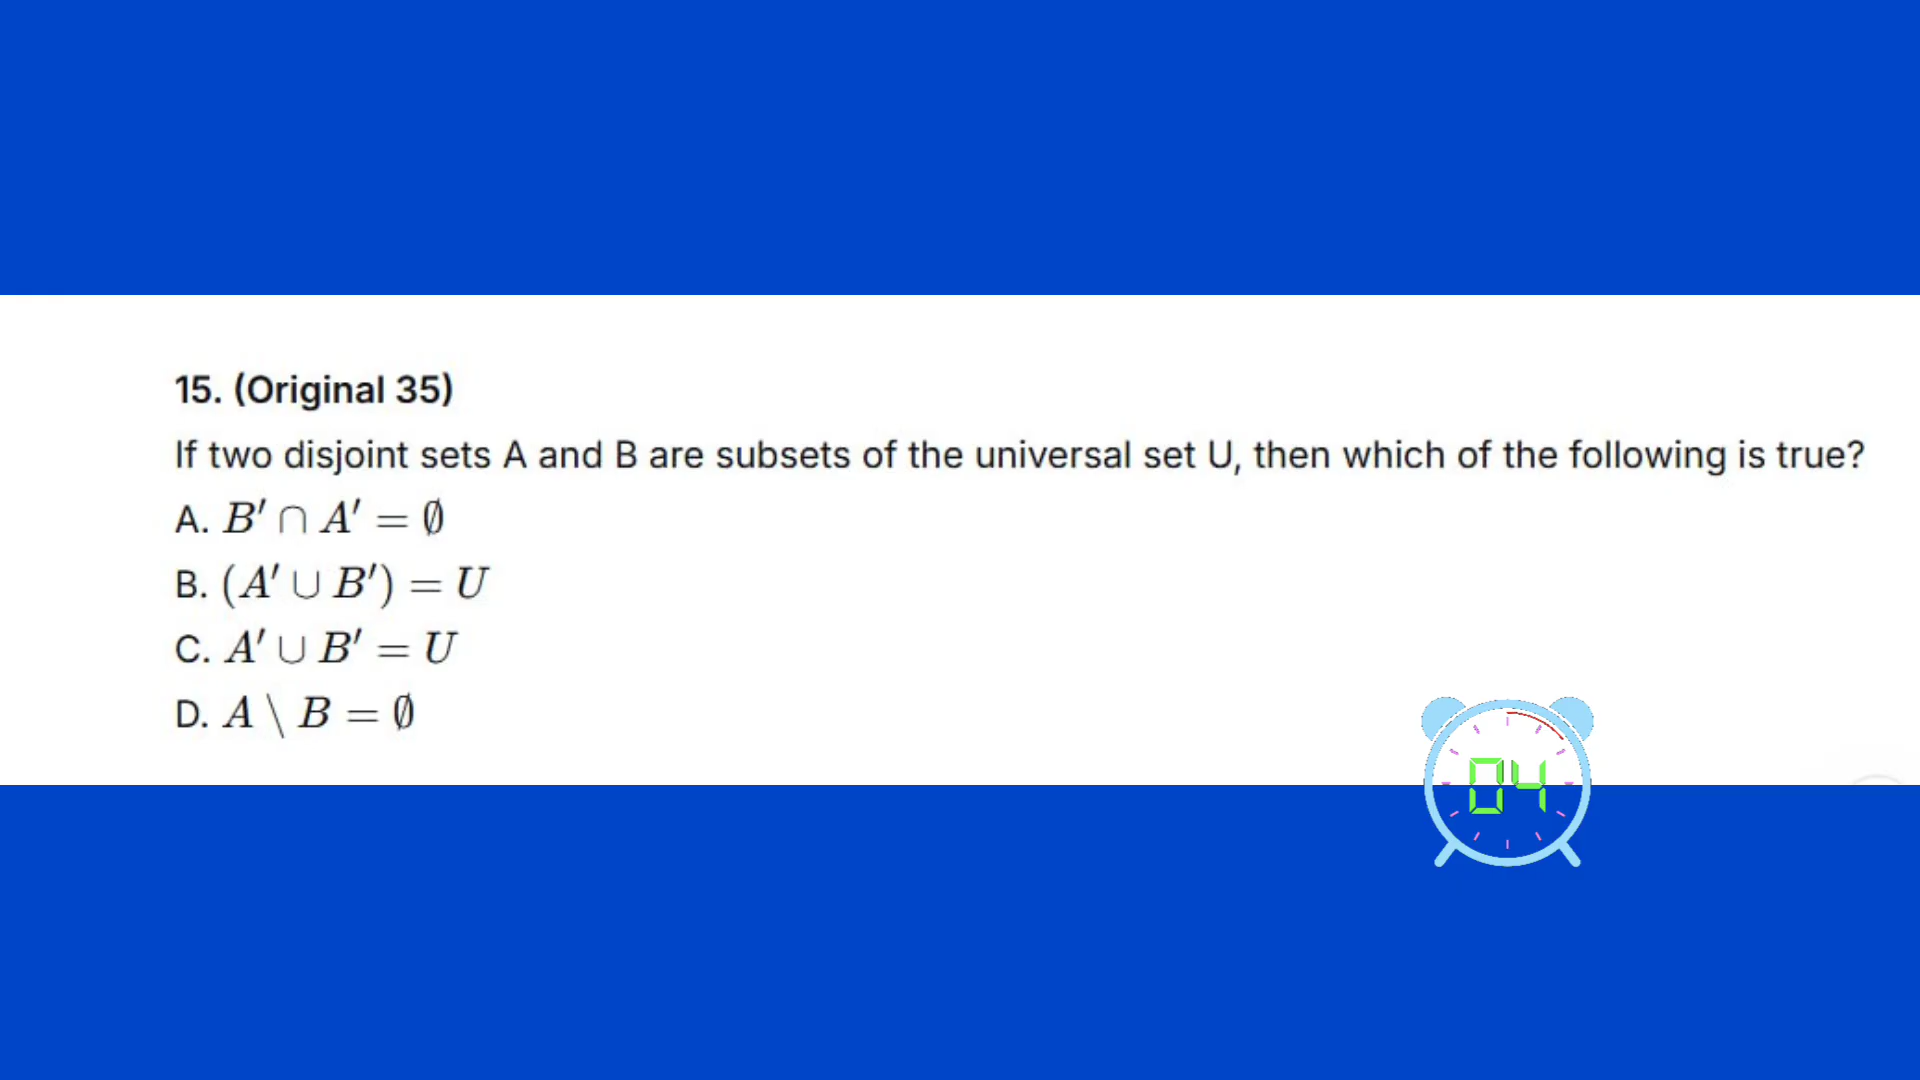 15. (Original 35)
If two disjoint sets A and B are subsets of the universal set U, then which of the following is true?
A. B′ ∩ A′ = ∅
B. (A′ ∪ B′) = U
C. A′ ∪ B′ = U
D. A \ B = ∅
04